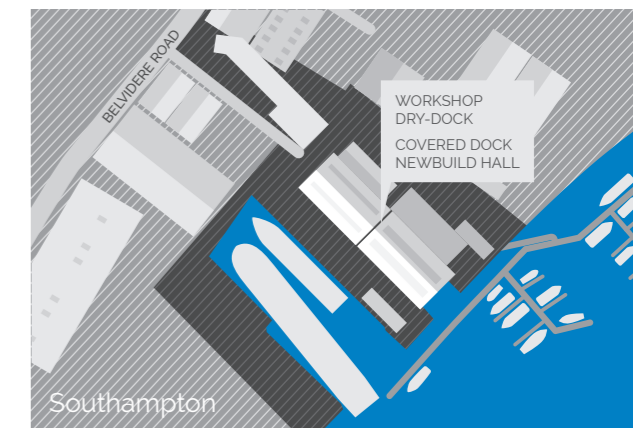 BELVIDERE ROAD
WORKSHOP
DRY-DOCK
COVERED DOCK
NEWBUILD HALL
Southampton